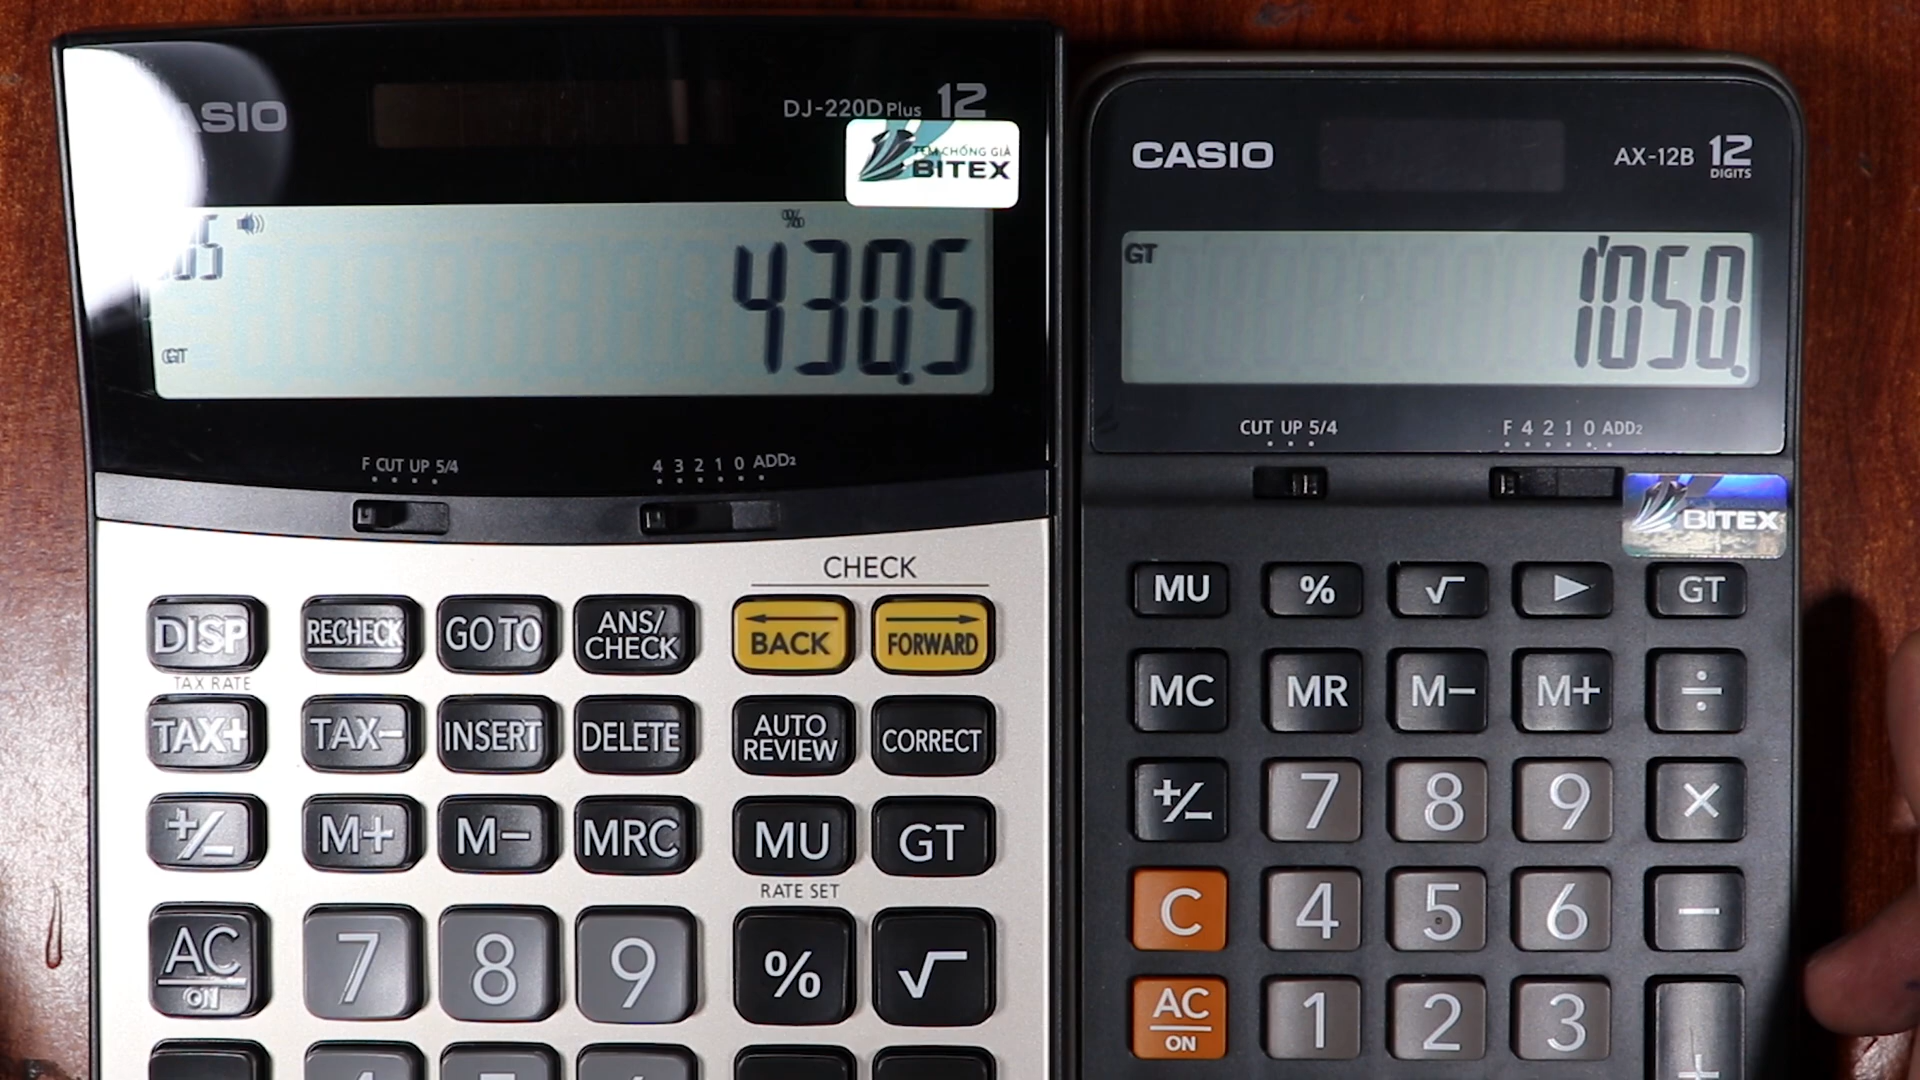 CASIO
DJ-220D Plus 12
TEM CHỐNG GIẢ
BITEX
05
%
430.5
GT
F CUT UP 5/4
4 3 2 1 0 ADD2
CHECK
DISP
RECHECK
GO TO
ANS/
CHECK
BACK
FORWARD
TAX RATE
TAX+
TAX−
INSERT
DELETE
AUTO
REVIEW
CORRECT
+/−
M+
M−
MRC
MU
GT
RATE SET
AC
ON
7
8
9
%
√
CASIO
AX-12B 12
DIGITS
GT
1'050.
CUT UP 5/4
F 4 2 1 0 ADD2
BITEX
MU
%
√
▶
GT
MC
MR
M−
M+
÷
+/−
7
8
9
×
C
4
5
6
−
AC
ON
1
2
3
+